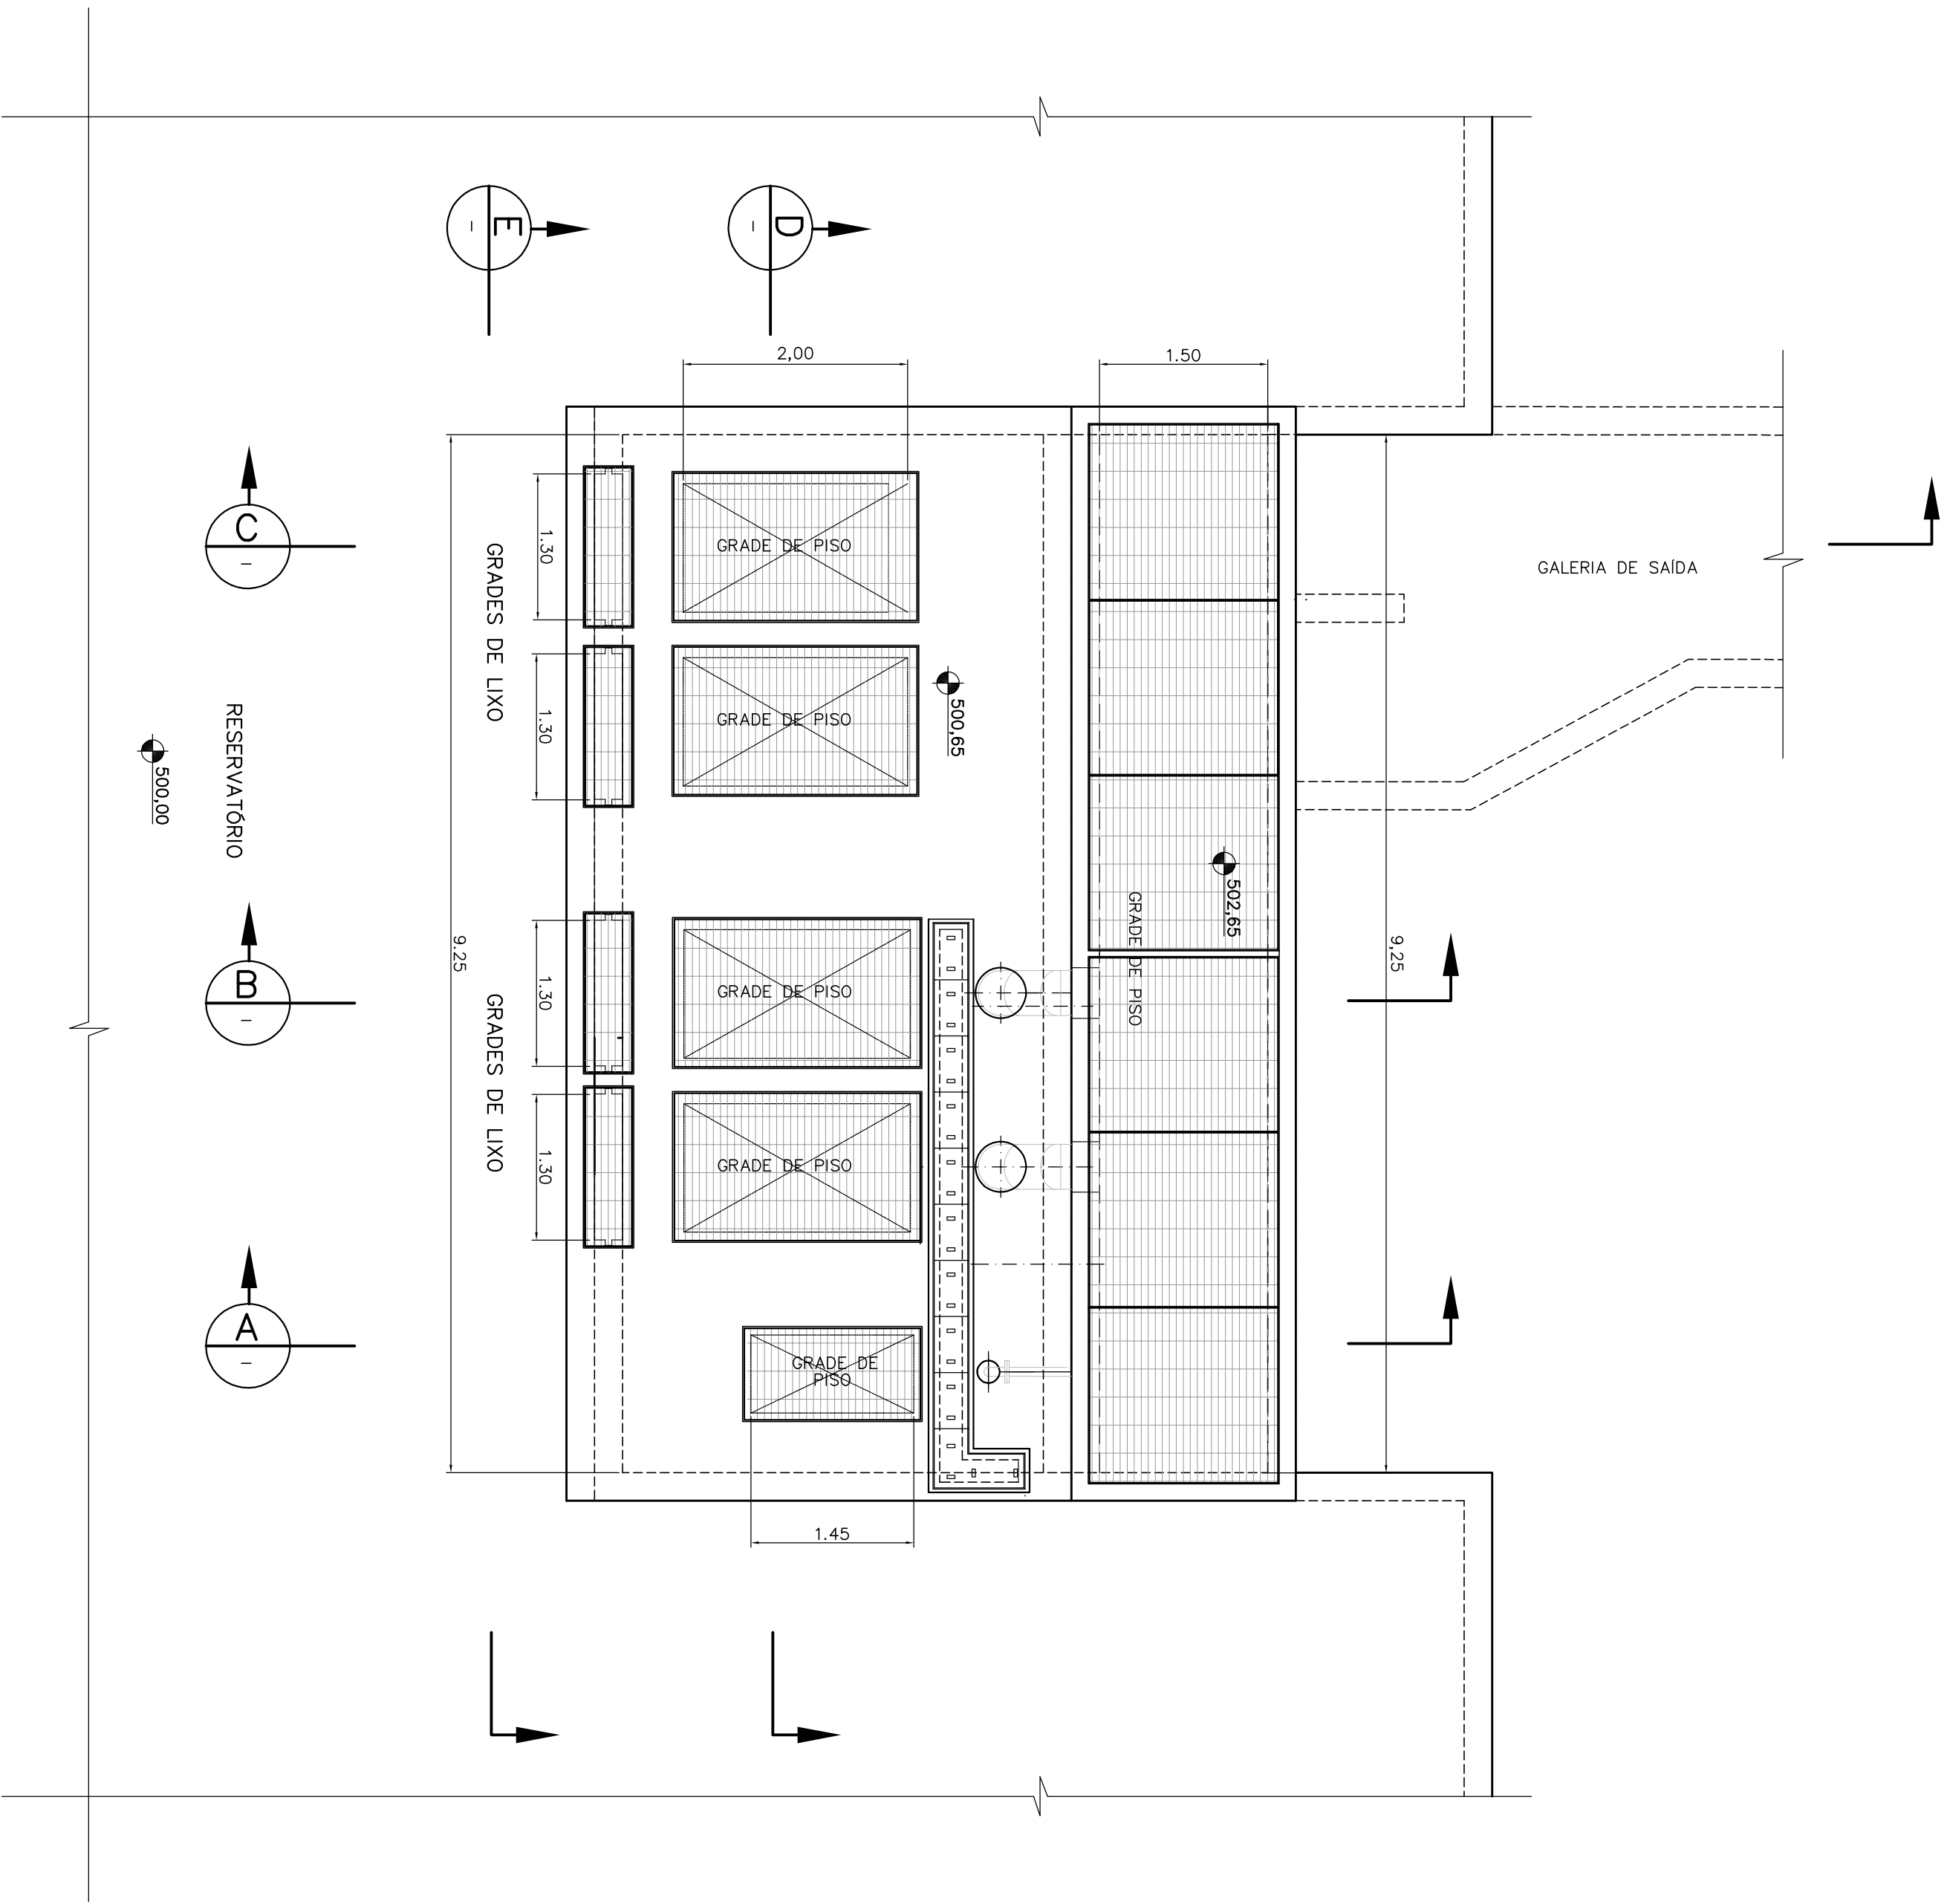 E
-
D
-
2,00
1.50
C
-
1.30
GRADES DE LIXO
GRADE DE PISO
GALERIA DE SAÍDA
1.30
GRADE DE PISO
500,65
RESERVATÓRIO
500,00
502,65
GRADE DE PISO
9.25
9,25
B
-
1.30
GRADES DE LIXO
GRADE DE PISO
1.30
GRADE DE PISO
A
-
GRADE DE
PISO
1.45